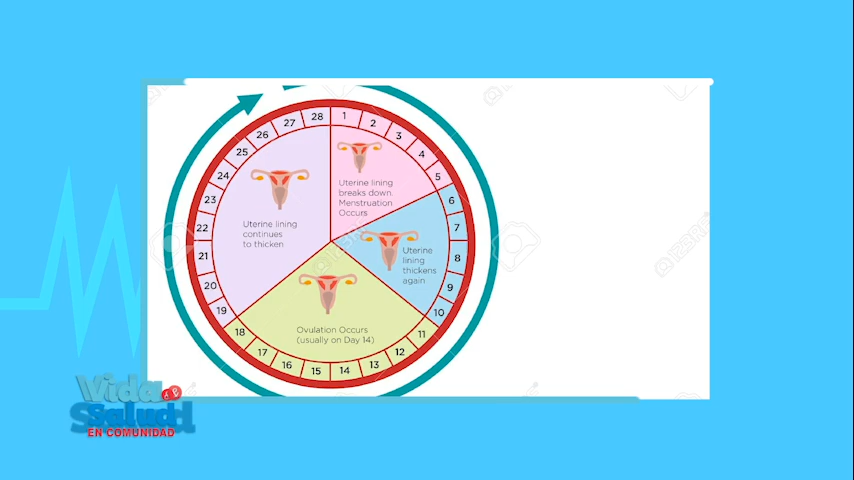 28 1 2 3 4 5 6 7 8 9 10 11 12 13 14 15 16 17 18 19 20 21 22 23 24 25 26 27
Uterine lining
breaks down.
Menstruation
Occurs
Uterine
lining
thickens
again
Ovulation Occurs
(usually on Day 14)
Uterine lining
continues
to thicken
Vida
Salud
EN COMUNIDAD